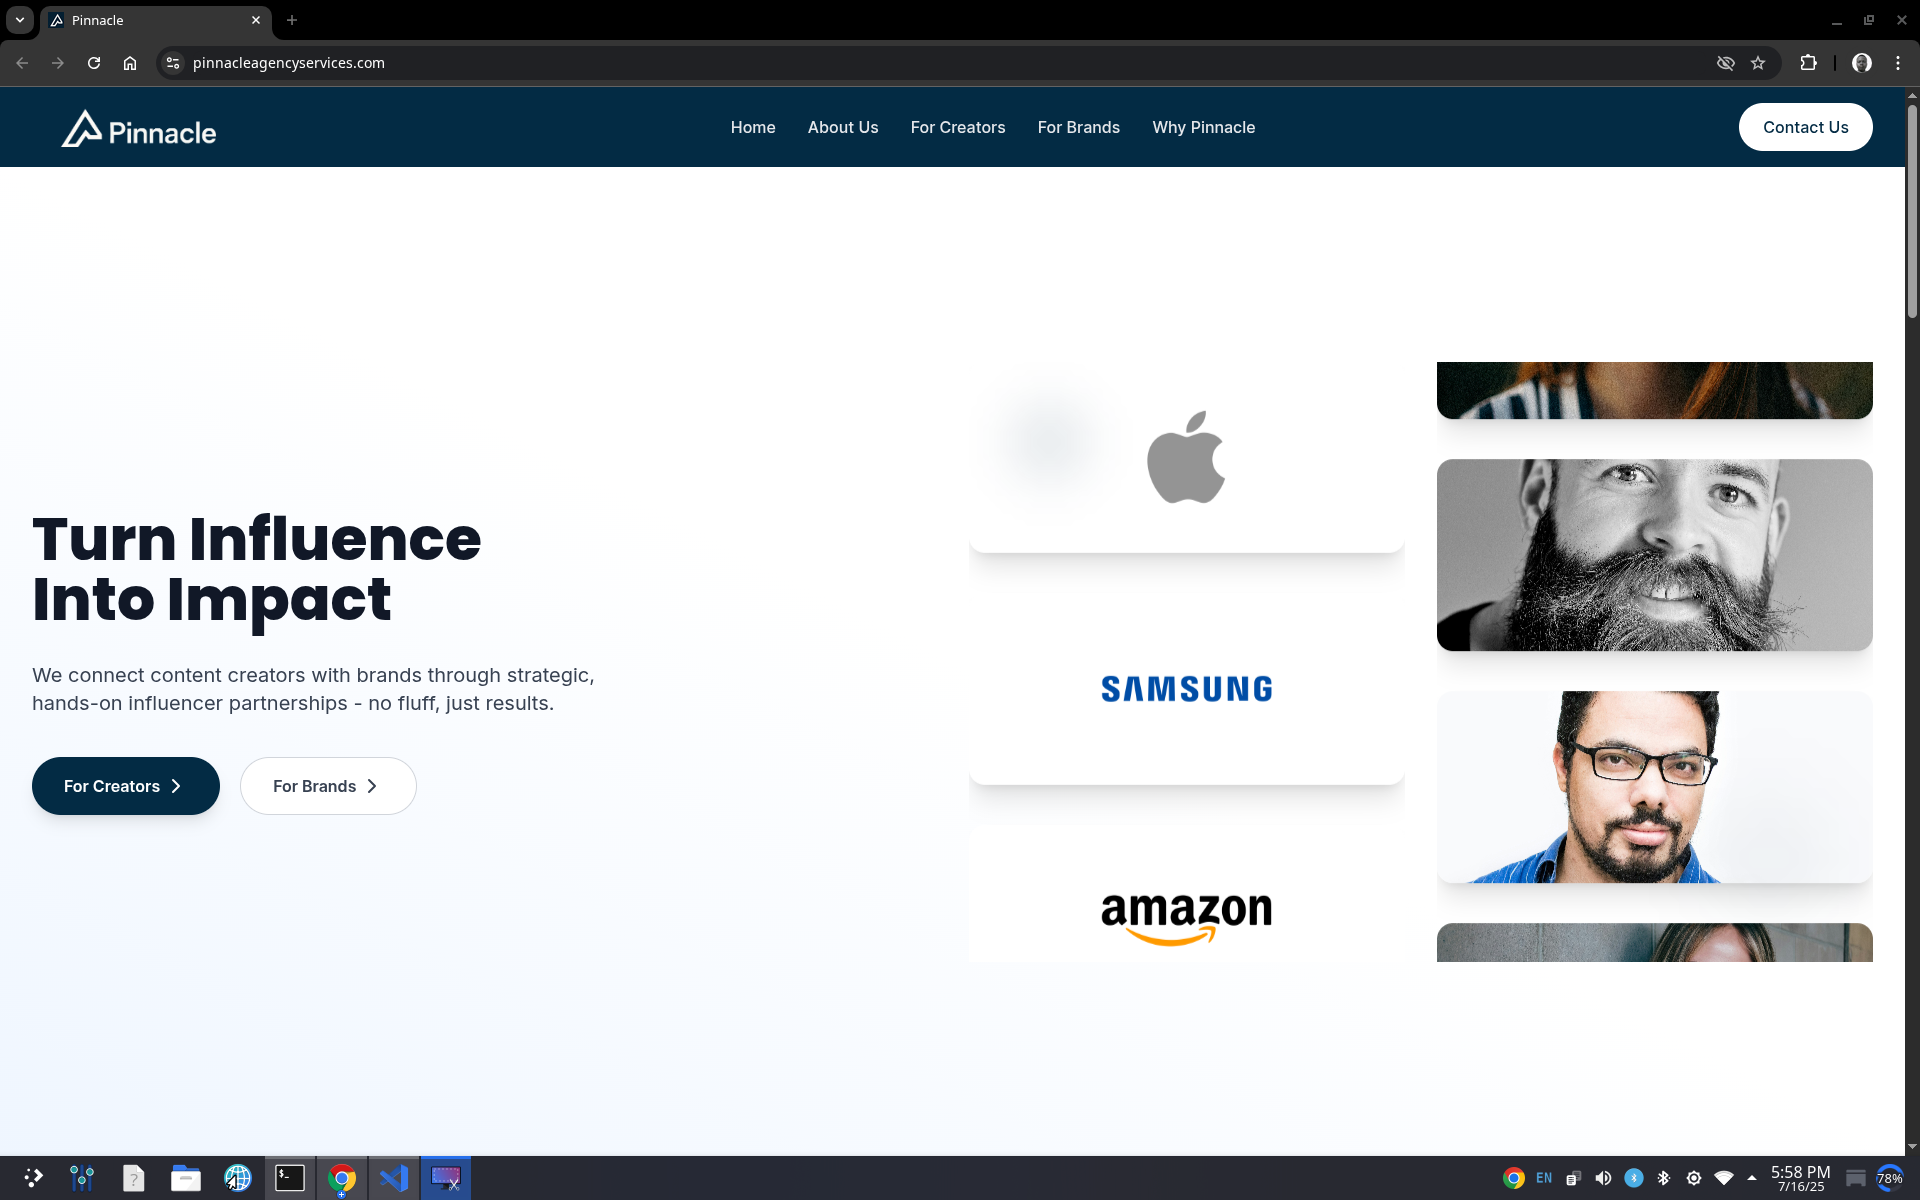 Pinnacle
pinnacleagencyservices.com
Pinnacle
Home
About Us
For Creators
For Brands
Why Pinnacle
Contact Us
Turn Influence
Into Impact
We connect content creators with brands through strategic,
hands-on influencer partnerships - no fluff, just results.
For Creators
For Brands
SAMSUNG
amazon
EN
5:58 PM
7/16/25
78%